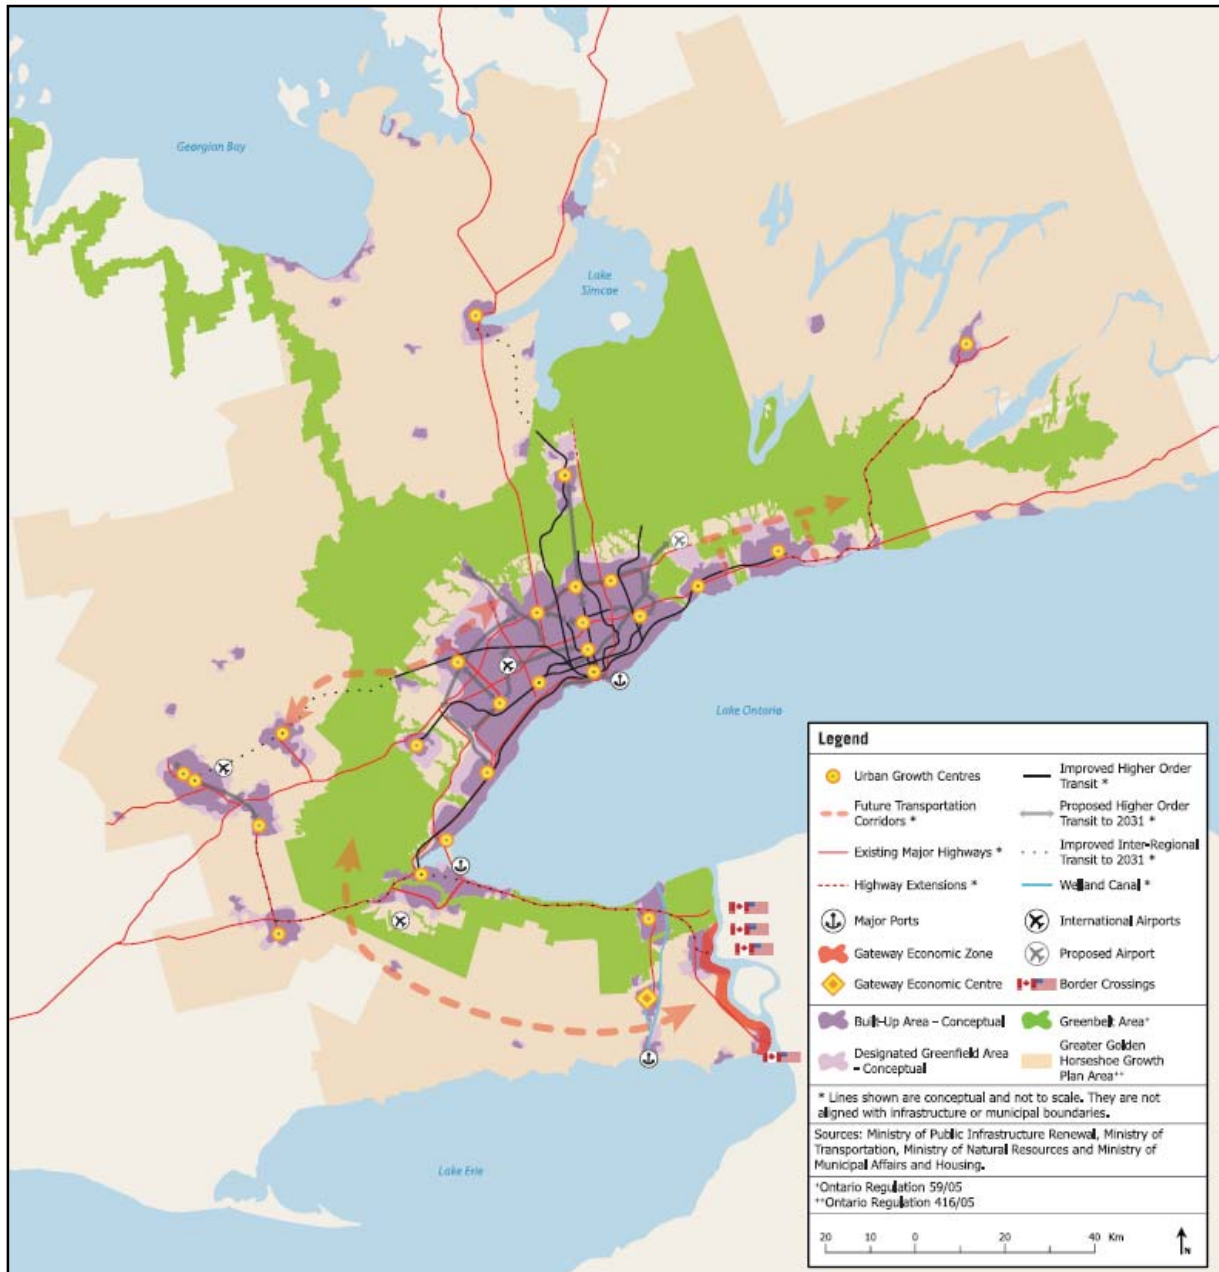 Georgian Bay
Lake
Simcoe
Lake Ontario
Lake Erie
Legend
Urban Growth Centres
Improved Higher Order
Transit *
Future Transportation
Corridors *
Proposed Higher Order
Transit to 2031 *
Existing Major Highways *
Improved Inter-Regional
Transit to 2031 *
Highway Extensions *
Welland Canal *
Major Ports
International Airports
Gateway Economic Zone
Proposed Airport
Gateway Economic Centre
Border Crossings
Built-Up Area – Conceptual
Greenbelt Area+
Designated Greenfield Area
– Conceptual
Greater Golden
Horseshoe Growth
Plan Area++
* Lines shown are conceptual and not to scale. They are not
aligned with infrastructure or municipal boundaries.
Sources: Ministry of Public Infrastructure Renewal, Ministry of
Transportation, Ministry of Natural Resources and Ministry of
Municipal Affairs and Housing.
+Ontario Regulation 59/05
++Ontario Regulation 416/05
20 10 0 20 40 Km
N